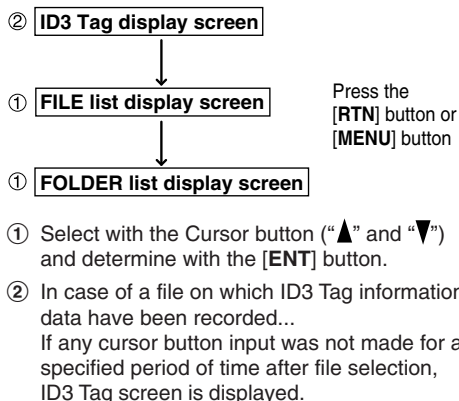 ② ID3 Tag display screen
① FILE list display screen
Press the
[RTN] button or
[MENU] button
① FOLDER list display screen
① Select with the Cursor button (“▲” and “▼”)
and determine with the [ENT] button.
② In case of a file on which ID3 Tag information
data have been recorded...
If any cursor button input was not made for a
specified period of time after file selection,
ID3 Tag screen is displayed.